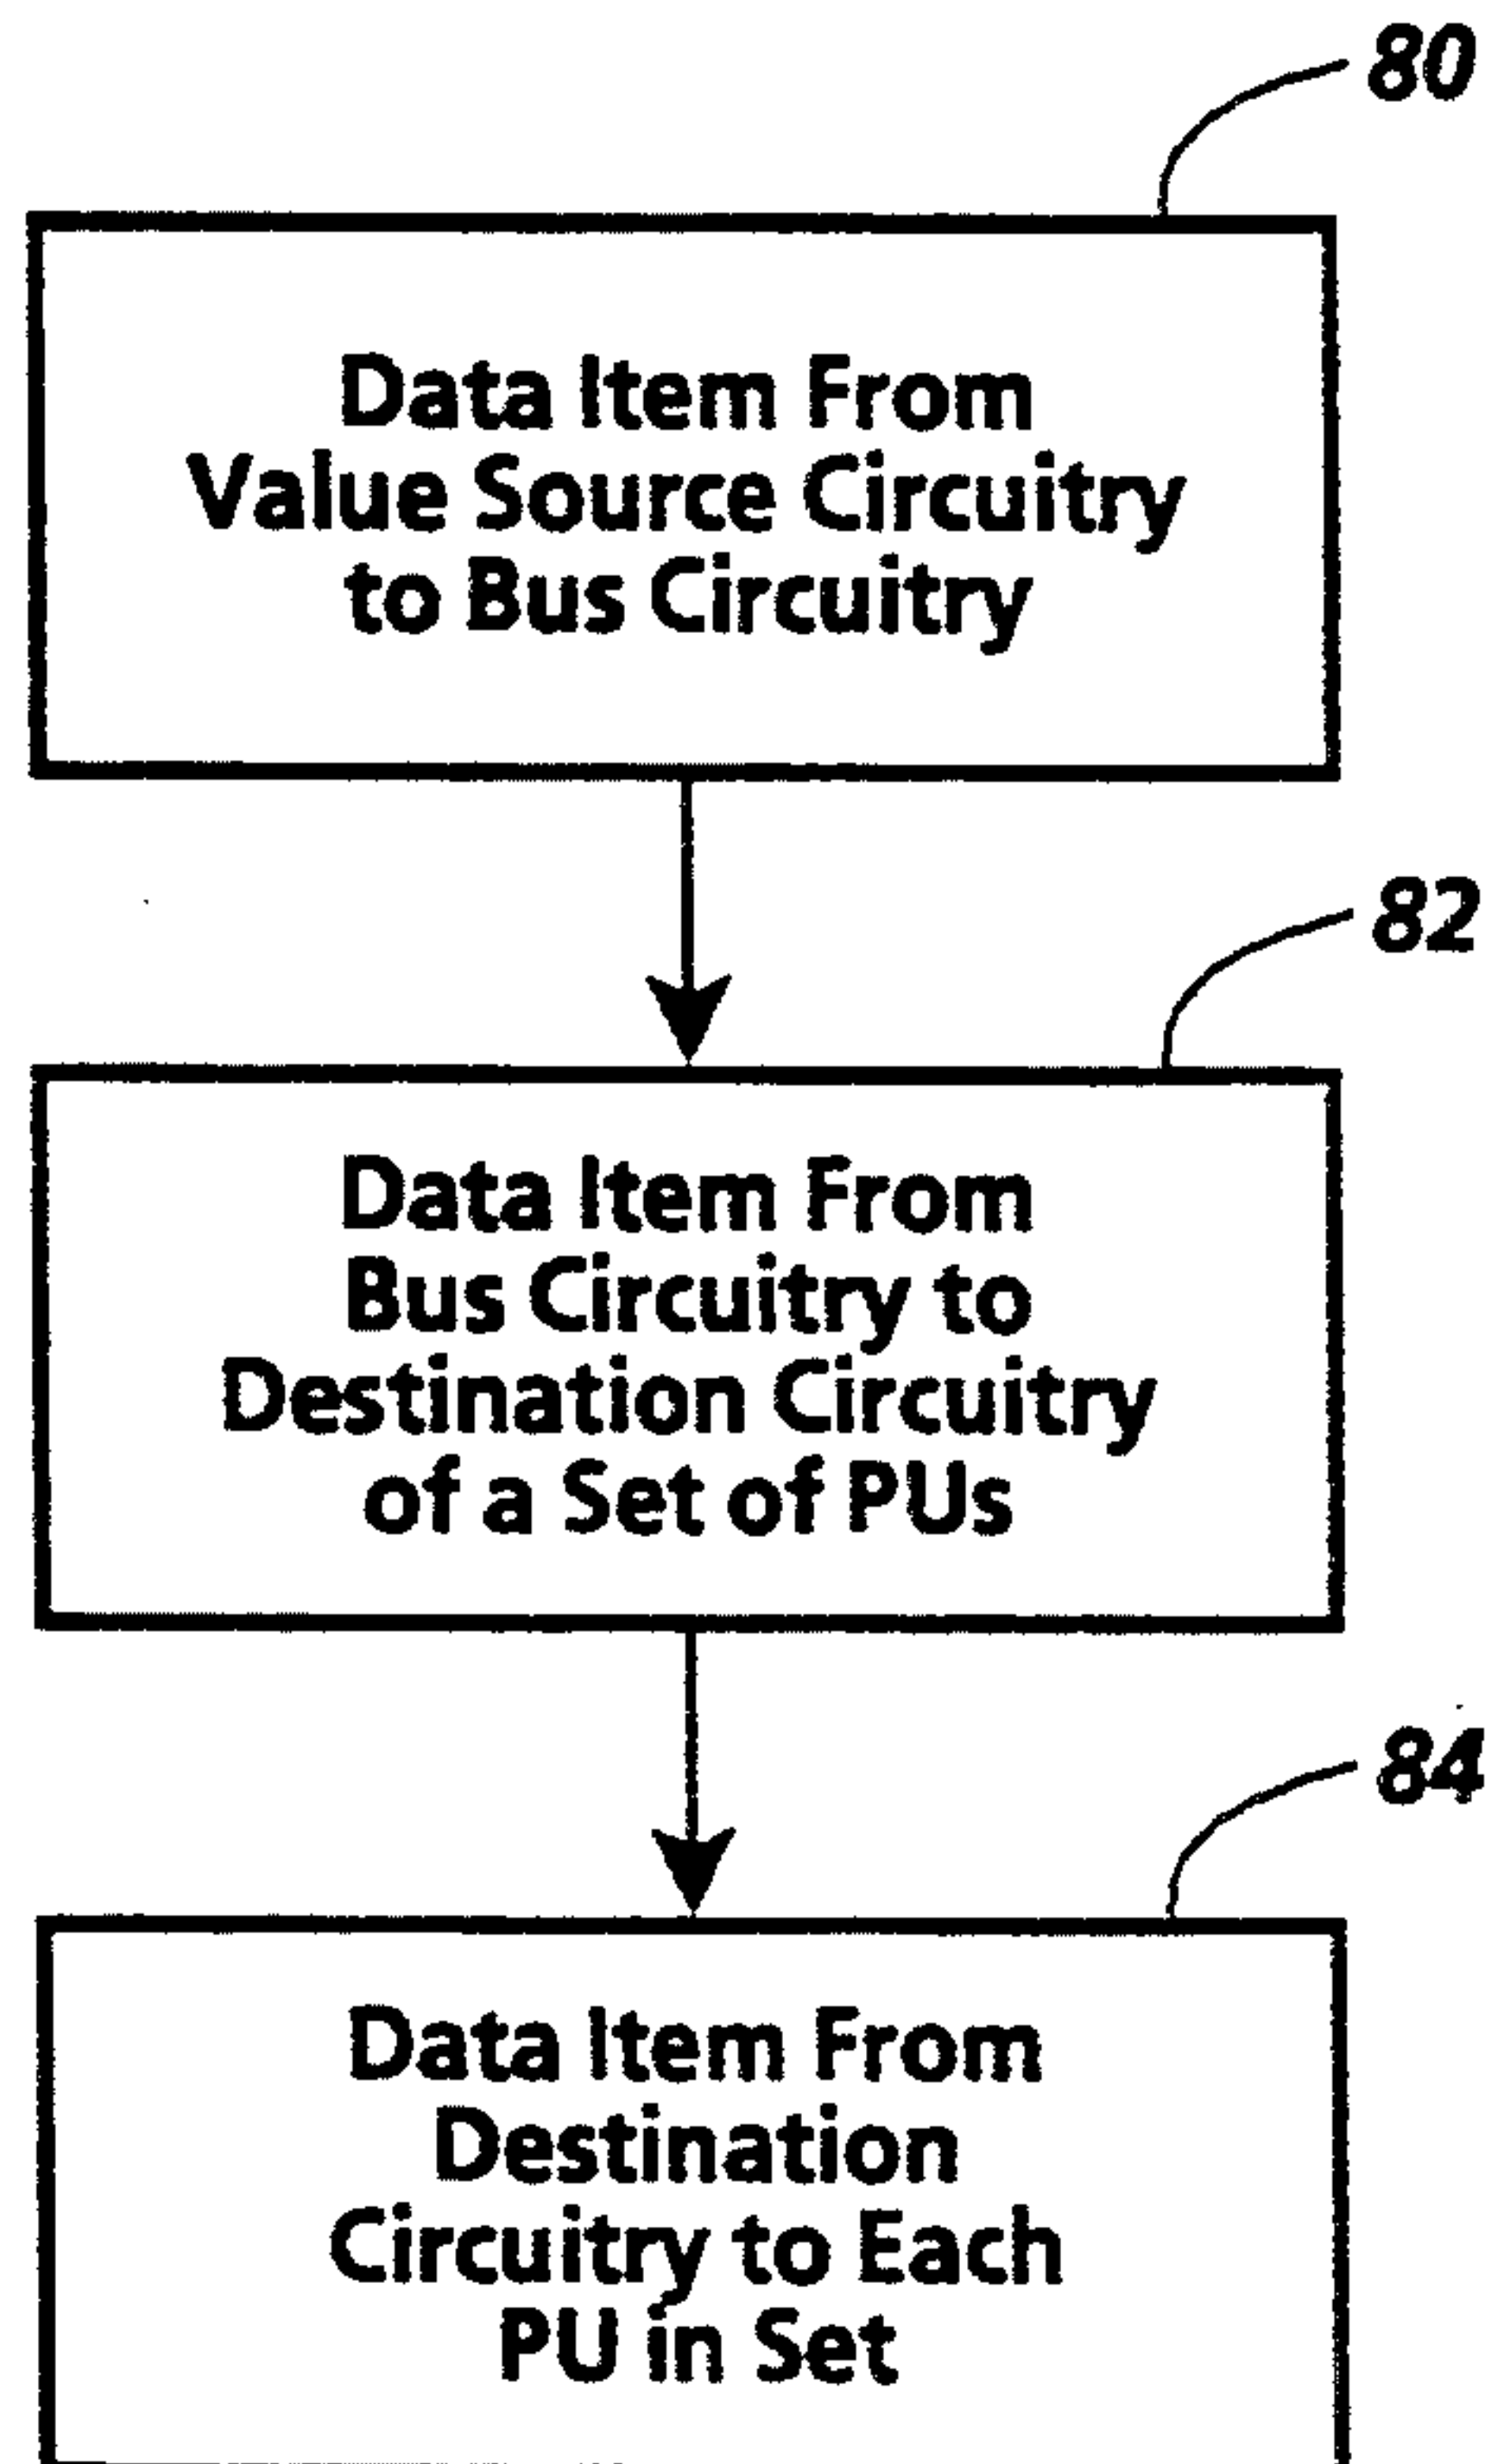 80
Data Item From
Value Source Circuitry
to Bus Circuitry
82
Data Item From
Bus Circuitry to
Destination Circuitry
of a Set of PUs
84
Data Item From
Destination
Circuitry to Each
PU in Set